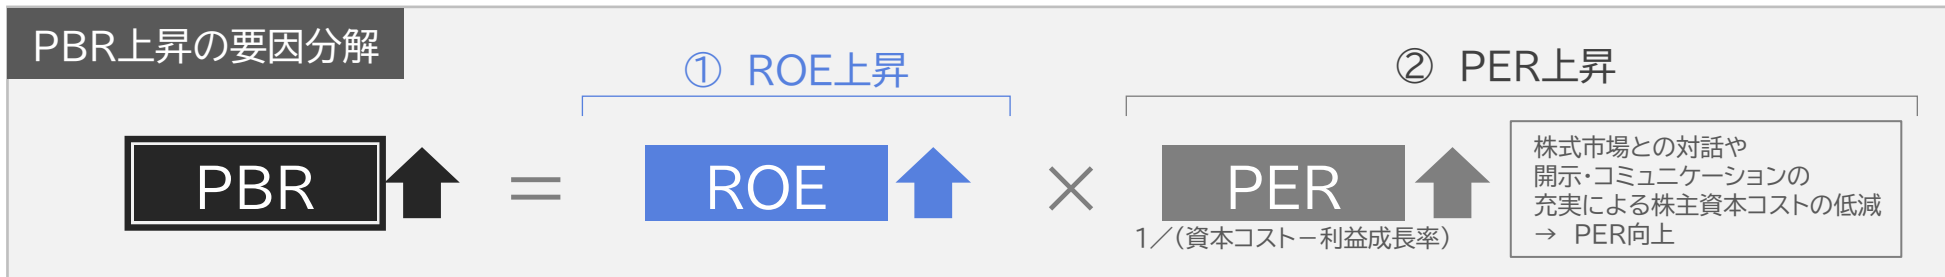 PBR上昇の要因分解
① ROE上昇
② PER上昇
PBR
=
ROE
×
PER
1/(資本コスト-利益成長率)
株式市場との対話や
開示・コミュニケーションの
充実による株主資本コストの低減
→ PER向上